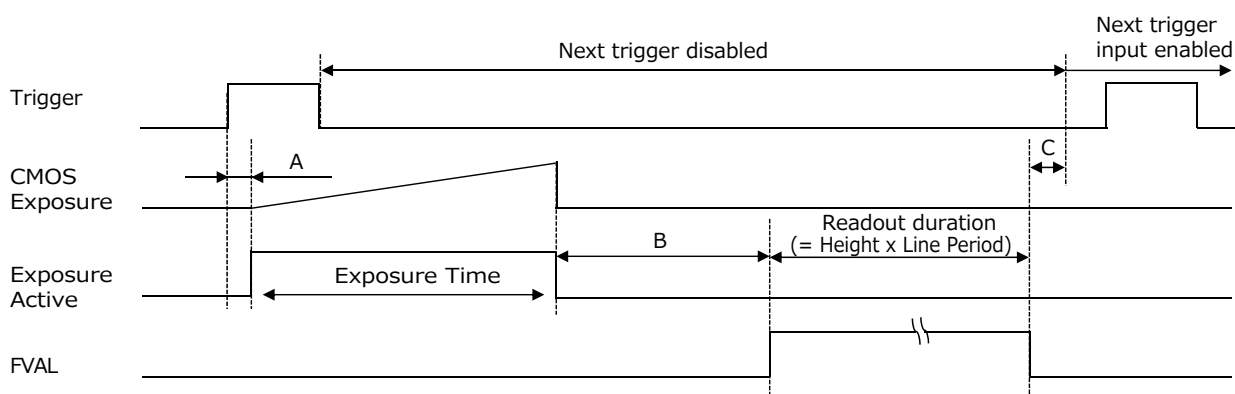 Next trigger disabled
Next trigger
input enabled
Trigger
A
C
CMOS
Exposure
Readout duration
(= Height x Line Period)
B
Exposure
Active
Exposure Time
FVAL